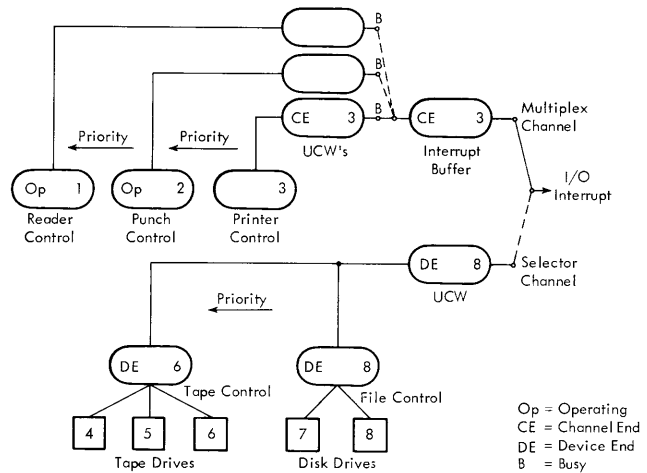 B
B
CE 3
B
CE 3
Multiplex
Channel
Priority
Priority
UCW's
Interrupt
Buffer
I/O
Interrupt
Op 1
Op 2
3
Reader
Control
Punch
Control
Printer
Control
DE 8
Selector
Channel
UCW
Priority
DE 6
DE 8
Tape Control
File Control
4
5
6
7
8
Tape Drives
Disk Drives
Op = Operating
CE = Channel End
DE = Device End
B = Busy